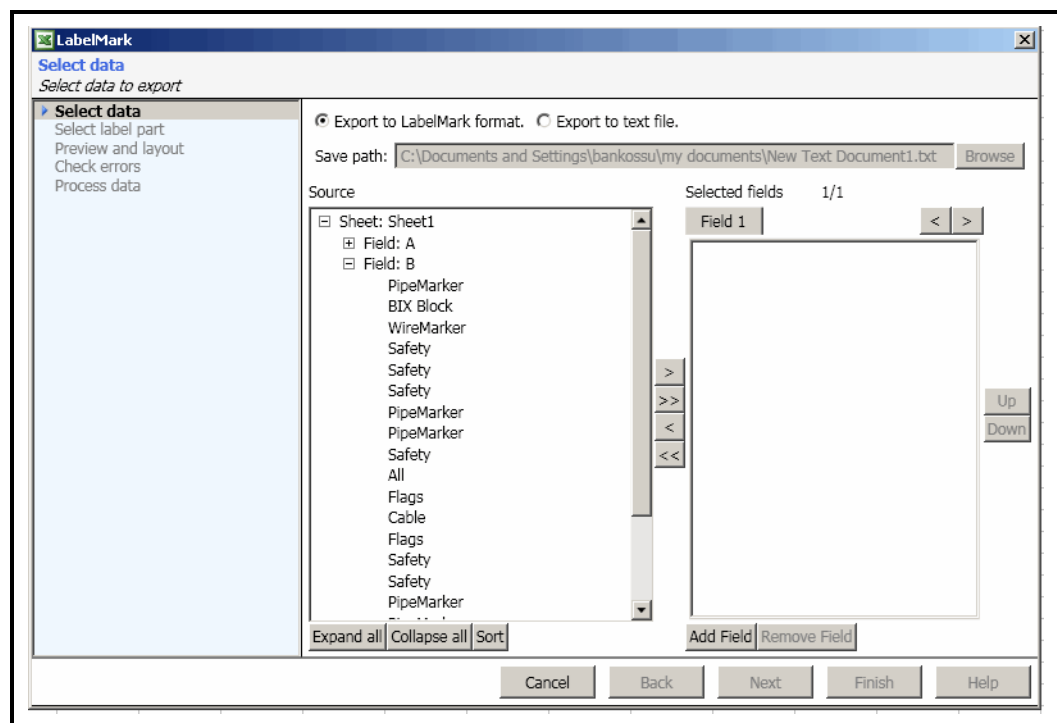 LabelMark
Select data
Select data to export
Select data
Select label part
Preview and layout
Check errors
Process data
Export to LabelMark format. Export to text file.
Save path: C:\Documents and Settings\bankossu\my documents\New Text Document1.txt Browse
Source
Sheet: Sheet1
Field: A
Field: B
PipeMarker
BIX Block
WireMarker
Safety
Safety
Safety
PipeMarker
PipeMarker
Safety
All
Flags
Cable
Flags
Safety
Safety
PipeMarker
Expand all Collapse all Sort
>
>>
<
<<
Selected fields 1/1
Field 1 < >
Up
Down
Add Field Remove Field
Cancel Back Next Finish Help